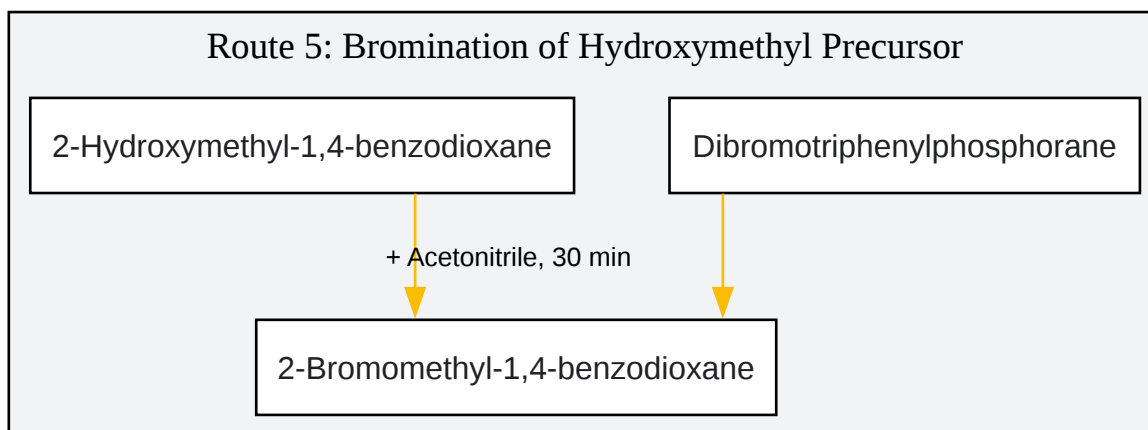 Route 5: Bromination of Hydroxymethyl Precursor
2-Hydroxymethyl-1,4-benzodioxane
Dibromotriphenylphosphorane
+ Acetonitrile, 30 min
2-Bromomethyl-1,4-benzodioxane